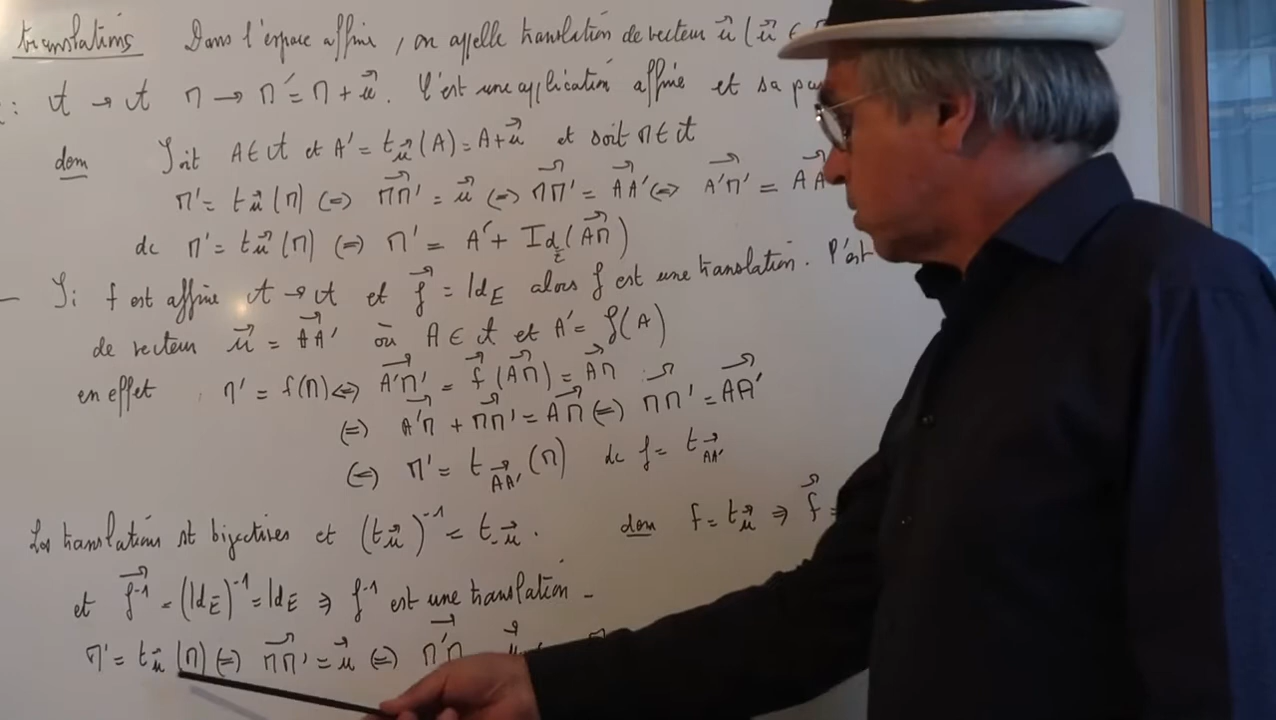 translations Dans l'espace affine, on appelle translation de vecteur u⃗ (u⃗ ∈
: 𝒜 → 𝒜 M → M' = M + u⃗. C'est une application affine et sa
dem Soit A ∈ 𝒜 et A' = t_u⃗ (A) = A + u⃗ et soit M ∈ 𝒜
M' = t_u⃗ (M) ⇔ MM'⃗ = u⃗ ⇔ MM'⃗ = AA'⃗ ⇔ A'M'⃗ = A
dc M' = t_u⃗ (M) ⇔ M' = A' + Id_E (AM⃗)
– Si f est affine 𝒜 → 𝒜 et f⃗ = Id_E alors f est une translation. C'est
de vecteur u⃗ = AA'⃗ où A ∈ 𝒜 et A' = f(A)
en effet M' = f(M) ⇔ A'M'⃗ = f⃗ (AM⃗) = AM⃗
⇔ A'M⃗ + MM'⃗ = AM⃗ ⇔ MM'⃗ = AA'⃗
⇔ M' = t_AA'⃗ (M) dc f = t_AA'⃗
Les translations st bijectives et (t_u⃗)⁻¹ = t_-u⃗. dem f = t_u⃗ ⇒ f⃗ =
et f⁻¹⃗ = (Id_E)⁻¹ = Id_E ⇒ f⁻¹ est une translation –
M' = t_u⃗ (M) ⇔ MM'⃗ = u⃗ ⇔ M'M⃗